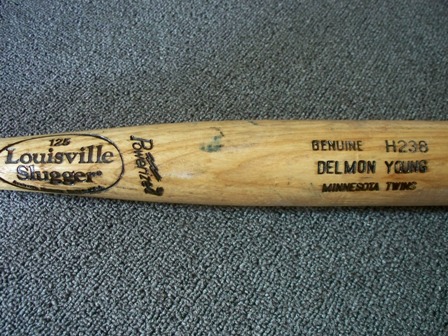 125
Louisville
Slugger
Powerized
GENUINE H238
DELMON YOUNG
MINNESOTA TWINS